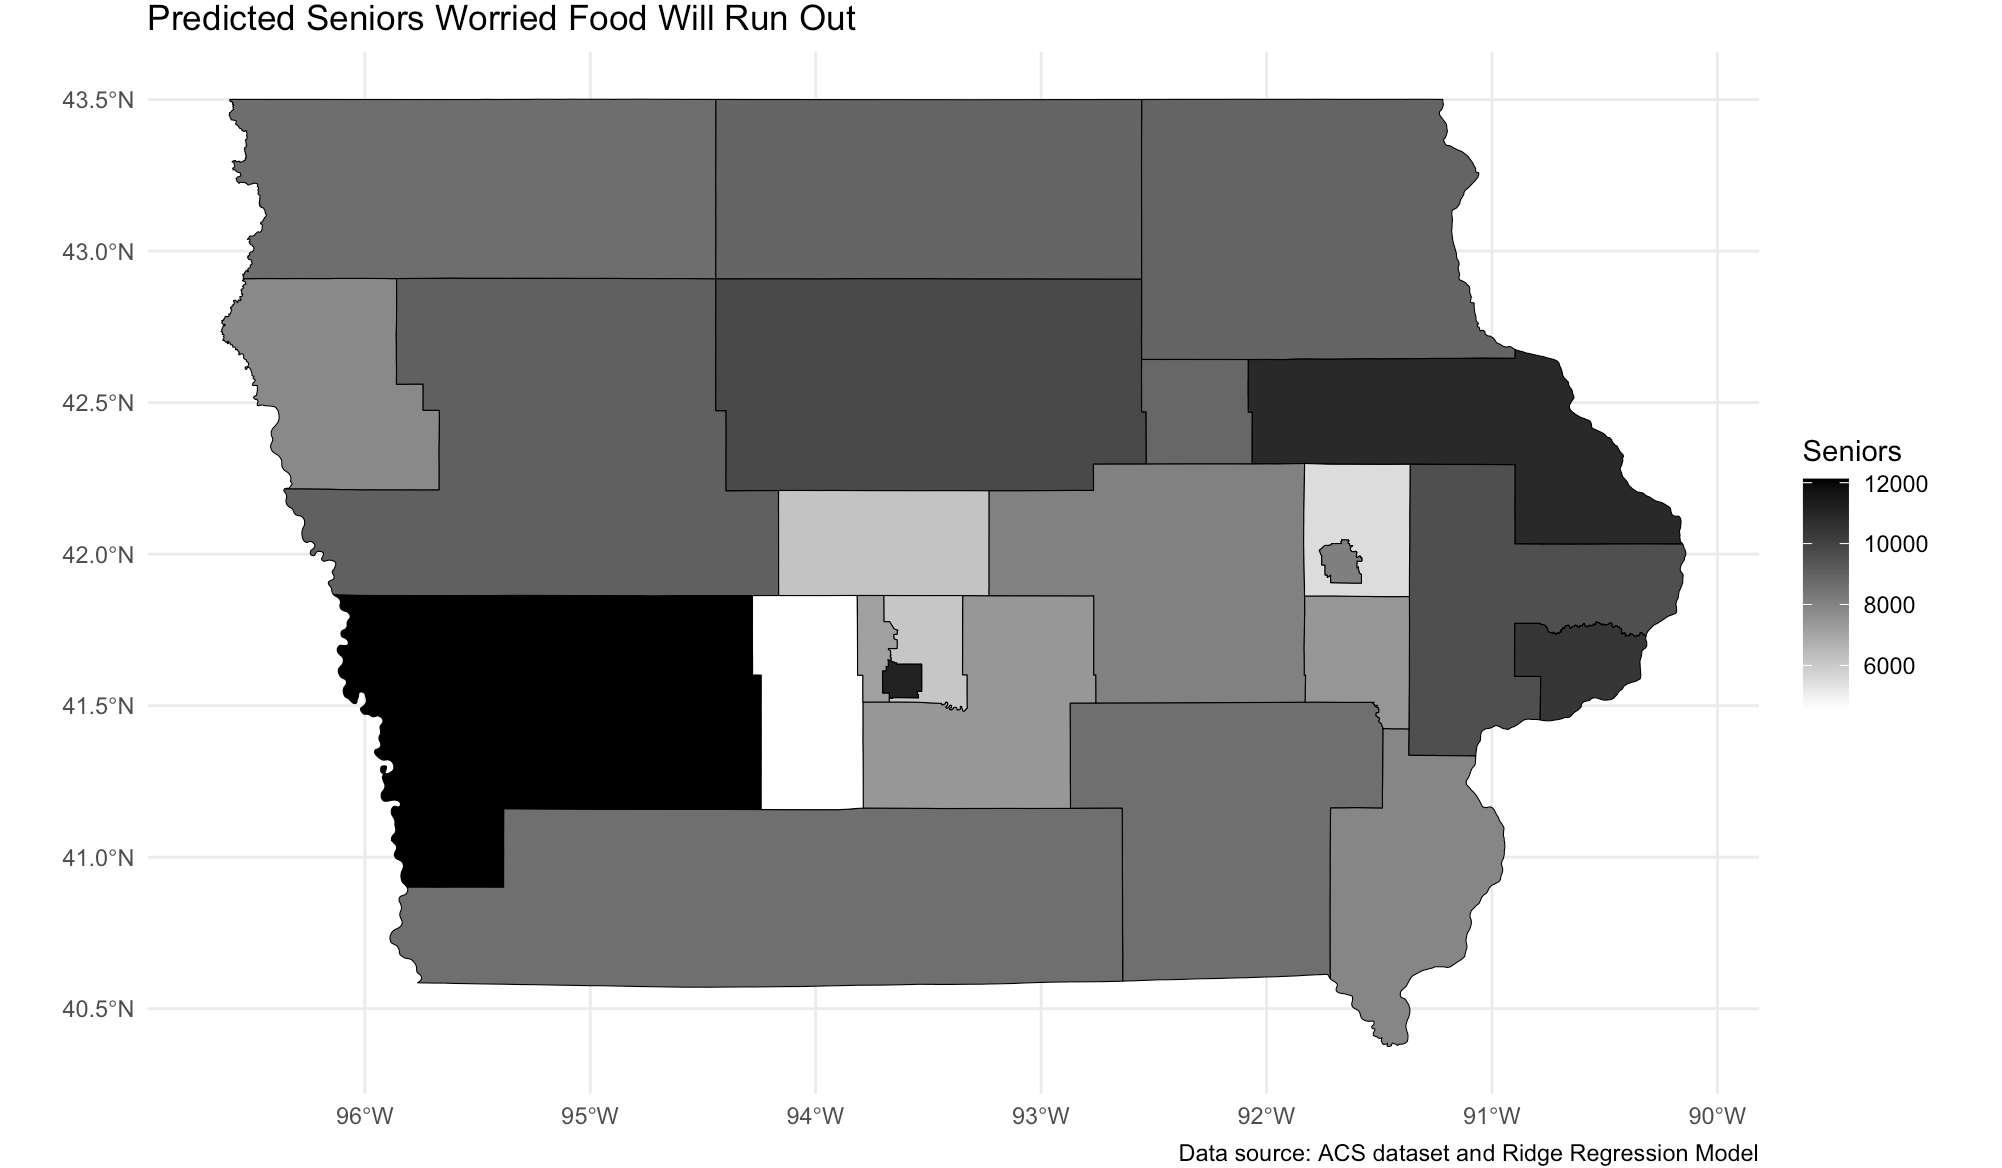 Predicted Seniors Worried Food Will Run Out
43.5°N
43.0°N
42.5°N
42.0°N
41.5°N
41.0°N
40.5°N
96°W
95°W
94°W
93°W
92°W
91°W
90°W
Seniors
12000
10000
8000
6000
Data source: ACS dataset and Ridge Regression Model